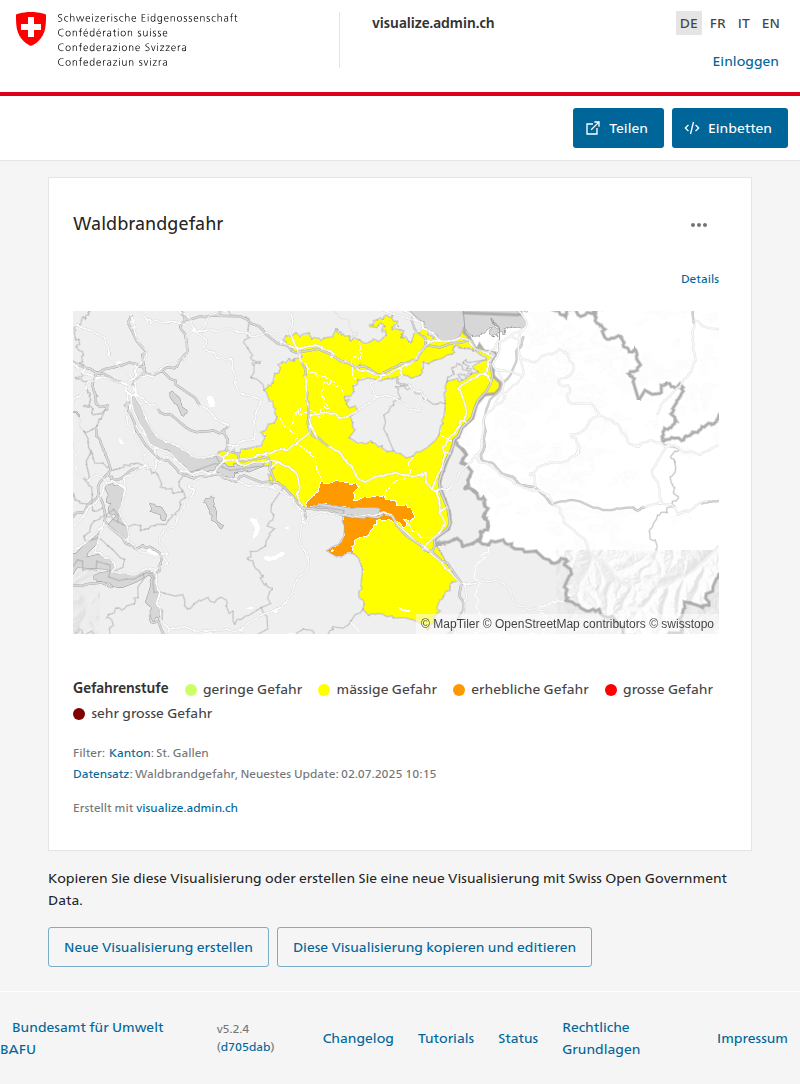 Schweizerische Eidgenossenschaft
Confédération suisse
Confederazione Svizzera
Confederaziun svizra
visualize.admin.ch
DE FR IT EN
Einloggen
Teilen
Einbetten
Waldbrandgefahr
Details
© MapTiler © OpenStreetMap contributors © swisstopo
Gefahrenstufe geringe Gefahr mässige Gefahr erhebliche Gefahr grosse Gefahr
sehr grosse Gefahr
Filter: Kanton: St. Gallen
Datensatz: Waldbrandgefahr, Neuestes Update: 02.07.2025 10:15
Erstellt mit visualize.admin.ch
Kopieren Sie diese Visualisierung oder erstellen Sie eine neue Visualisierung mit Swiss Open Government
Data.
Neue Visualisierung erstellen
Diese Visualisierung kopieren und editieren
Bundesamt für Umwelt
BAFU
v5.2.4
(d705dab)
Changelog
Tutorials
Status
Rechtliche
Grundlagen
Impressum